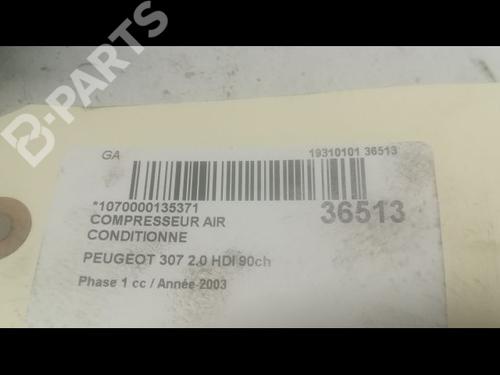 B-PARTS
GA
19310101 36513
*1070000135371
36513
COMPRESSEUR AIR
CONDITIONNE
PEUGEOT 307 2.0 HDI 90ch
Phase 1 cc / Année 2003